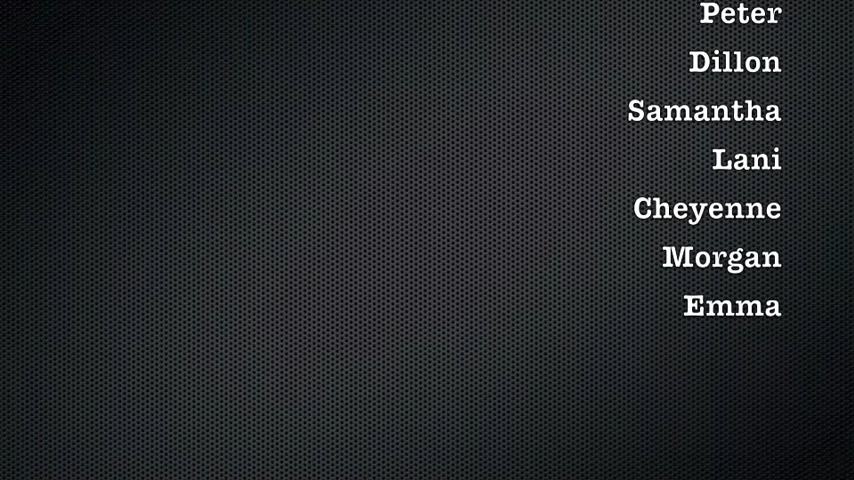 Peter
Dillon
Samantha
Lani
Cheyenne
Morgan
Emma